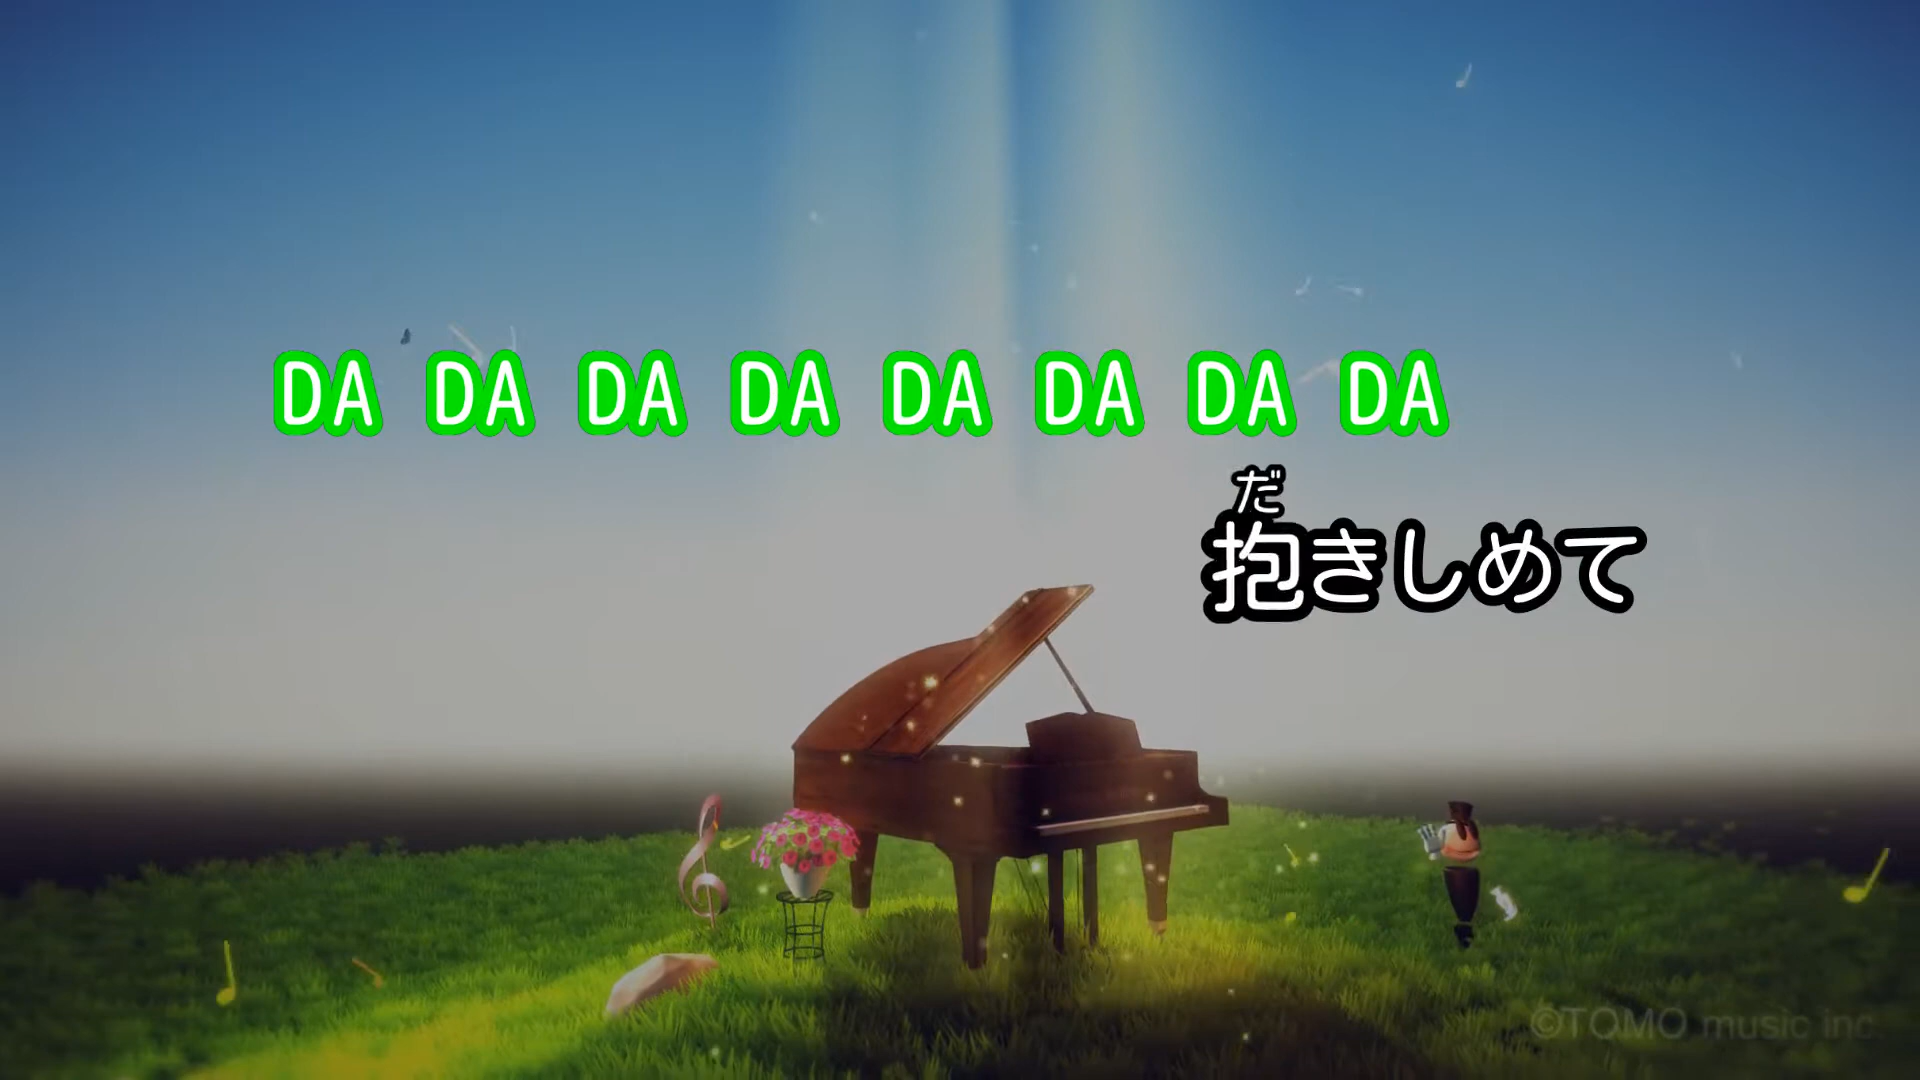 DA DA DA DA DA DA DA DA
だ
抱きしめて
©TOMO music inc